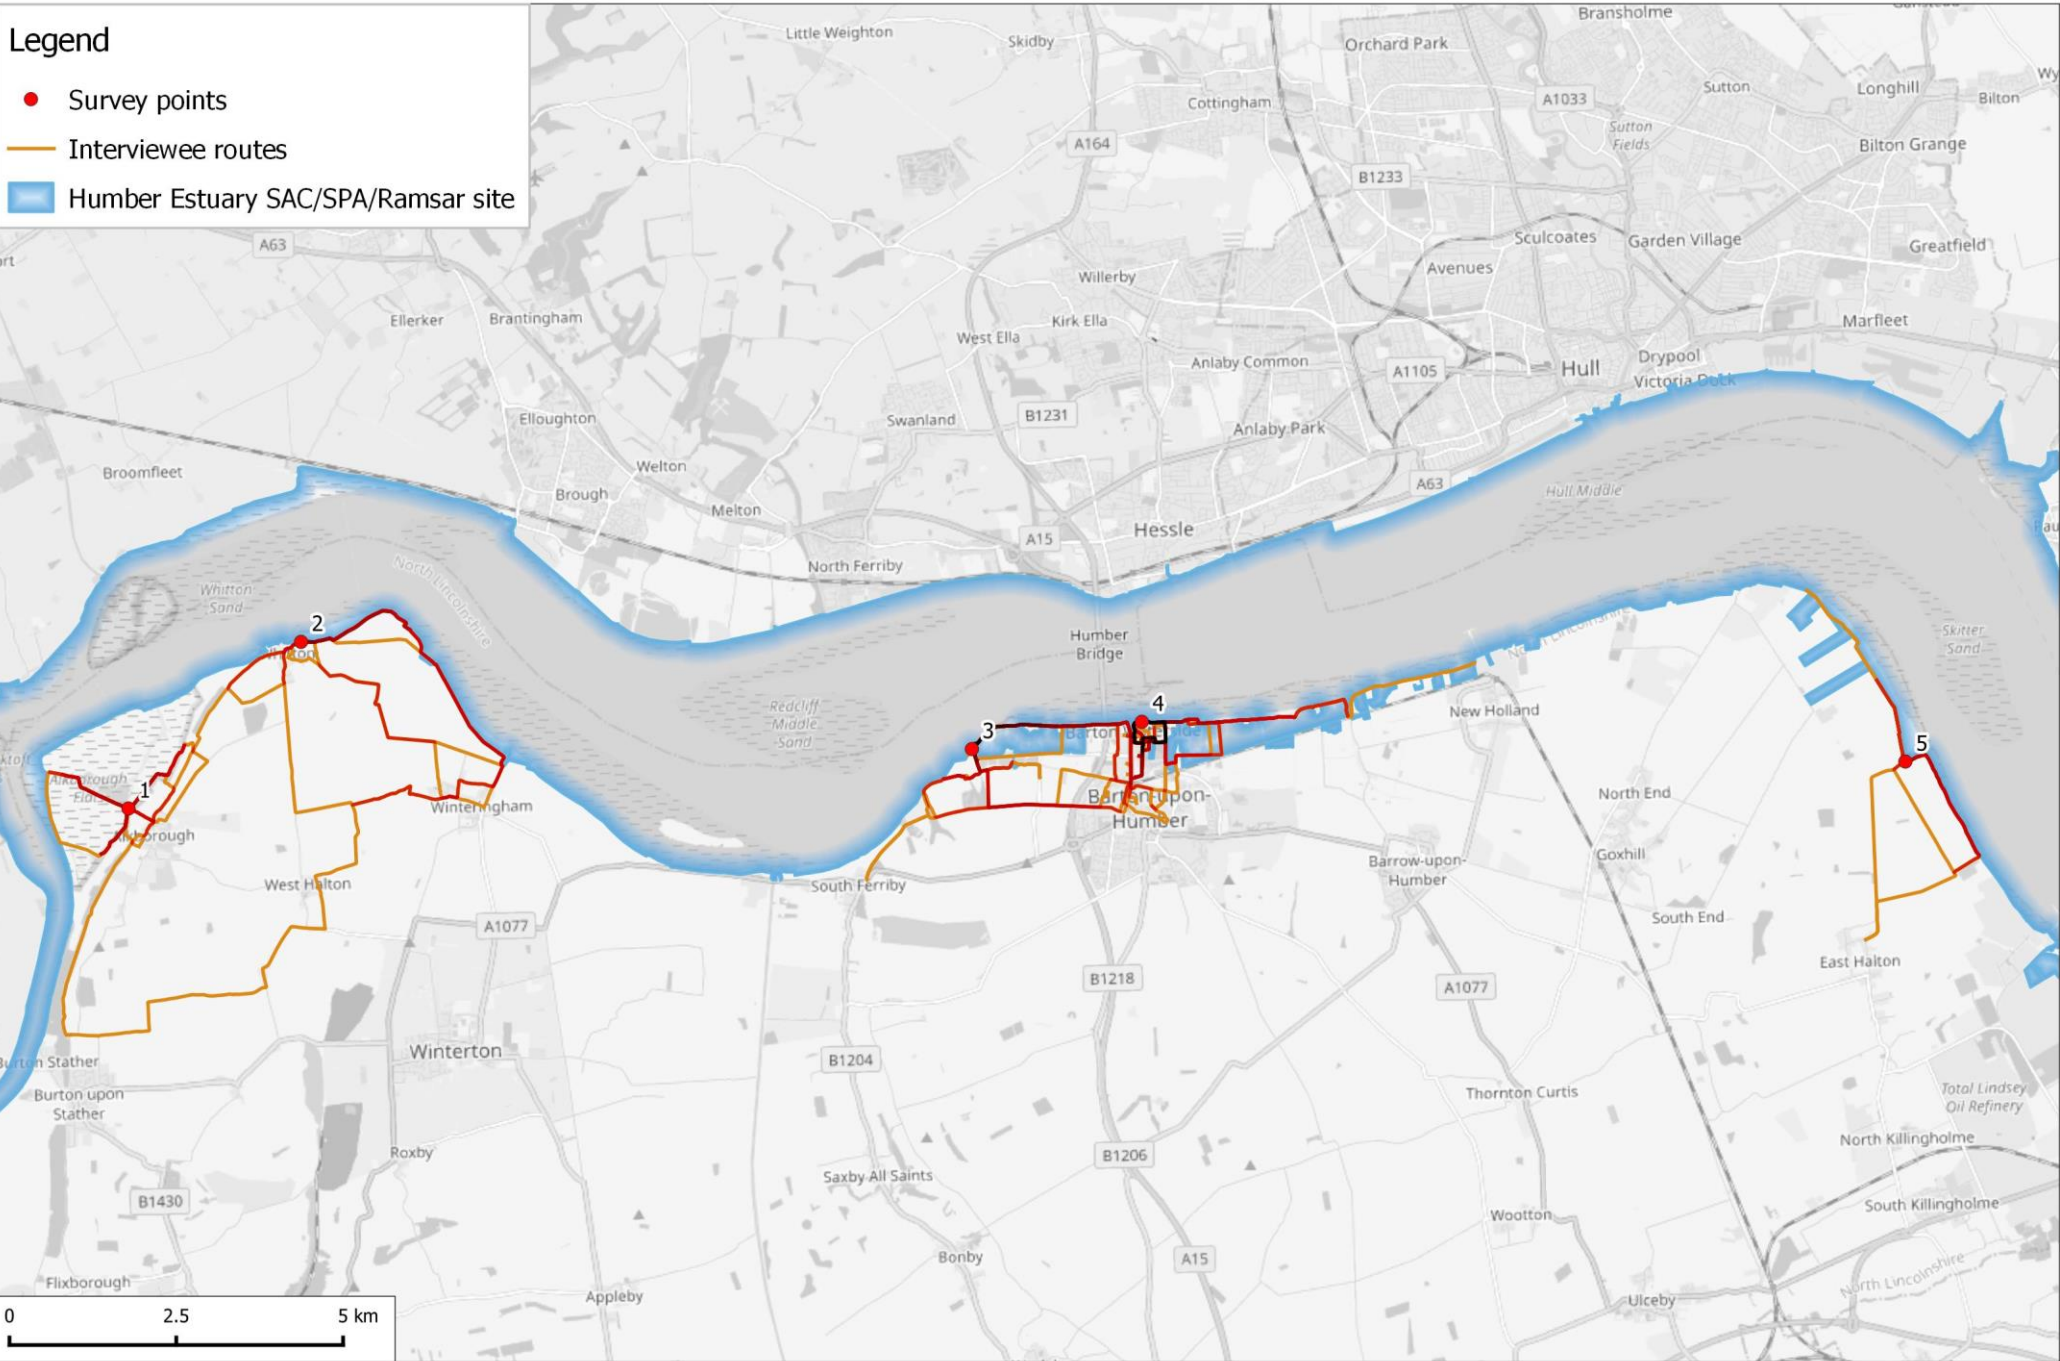 Legend
Survey points
Interviewee routes
Humber Estuary SAC/SPA/Ramsar site
Little Weighton
Skidby
Bransholme
Orchard Park
Cottingham
A1033
Sutton
Longhill
Bilton
Sutton
Fields
A164
Bilton Grange
B1233
A63
Sculcoates
Garden Village
Greatfield
Willerby
Avenues
Ellerker
Brantingham
Kirk Ella
West Ella
Marfleet
Anlaby Common
A1105
Hull
Drypool
Victoria Dock
Elloughton
Swanland
B1231
Anlaby Park
Broomfleet
Welton
Brough
Melton
A63
Hull Middle
Hessle
A15
North Ferriby
Whitton
Sand
North Lincolnshire
2
Humber
Bridge
Skitter
Sand
Redcliff
Middle
Sand
3
4
New Holland
5
1
Winteringham
Barton-upon-
Humber
North End
Goxhill
Barrow-upon-
Humber
West Halton
South Ferriby
A1077
South End
East Halton
B1218
A1077
Winterton
B1204
Burton upon
Stather
Thornton Curtis
Total Lindsey
Oil Refinery
North Killingholme
Roxby
B1206
Saxby All Saints
B1430
South Killingholme
Wootton
Bonby
A15
Flixborough
North Lincolnshire
Appleby
Ulceby
0
2.5
5 km